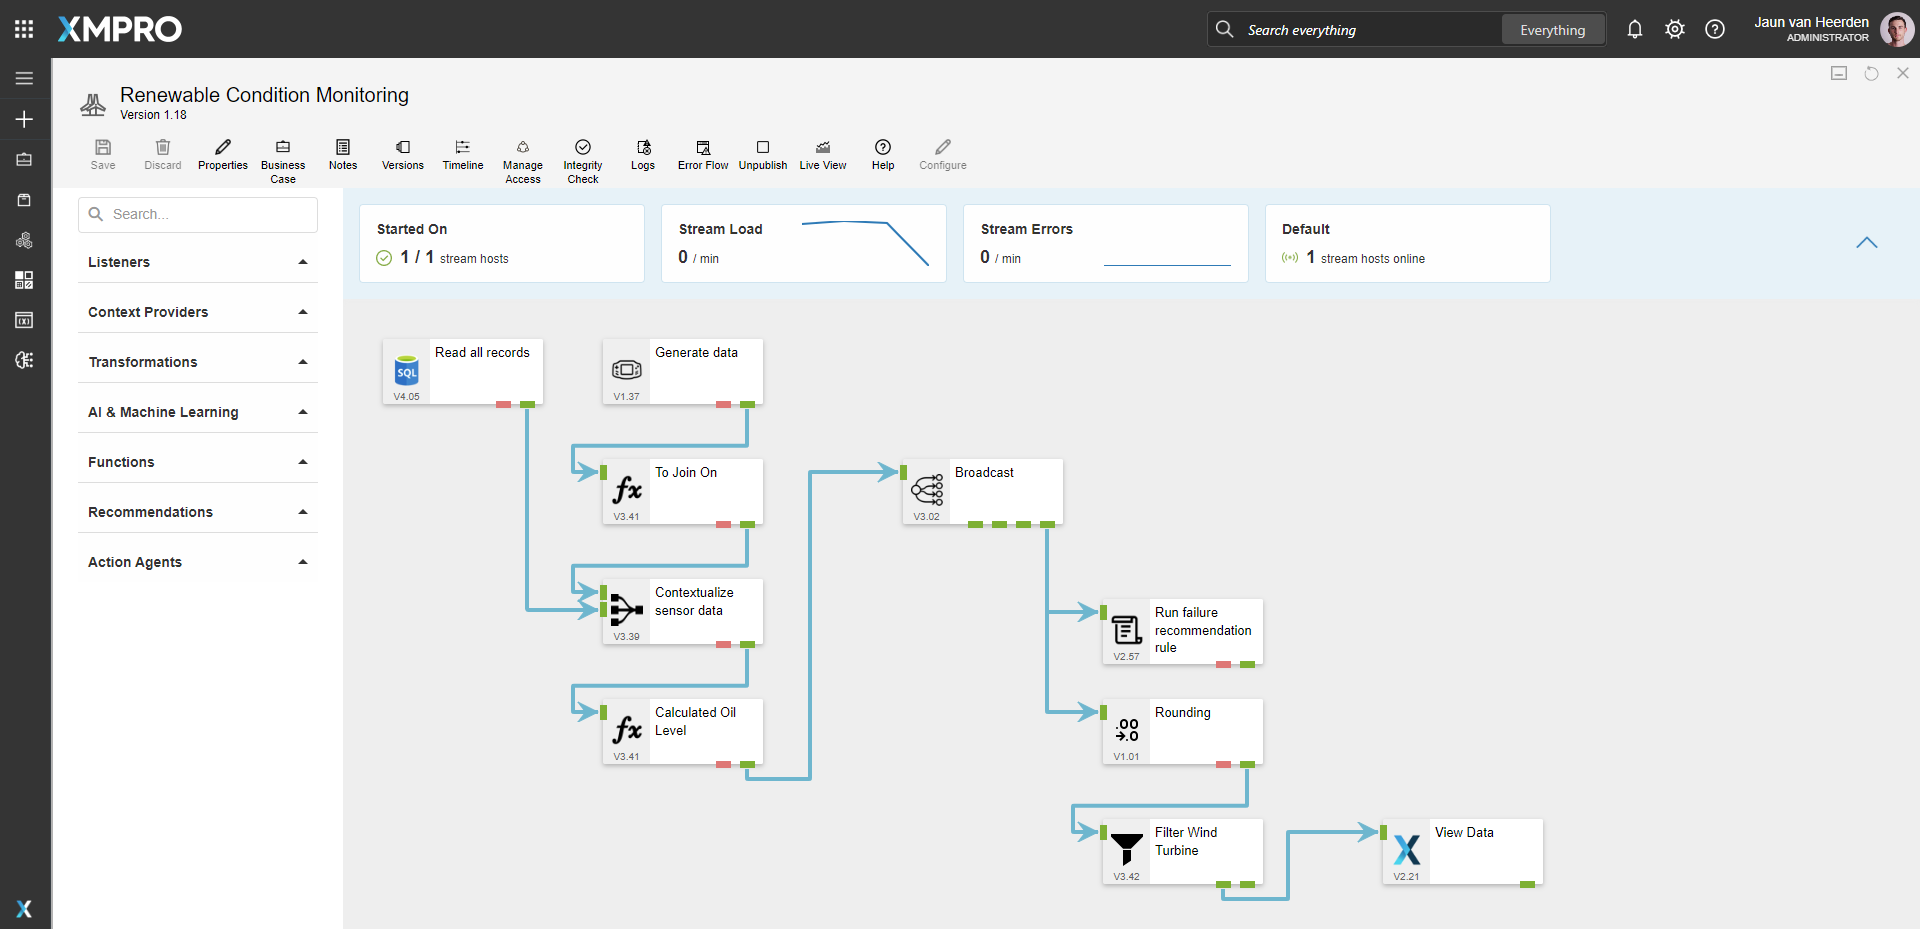 XMPRO
Search everything
Everything
Jaun van Heerden
ADMINISTRATOR
Renewable Condition Monitoring
Version 1.18
Save
Discard
Properties
Business
Case
Notes
Versions
Timeline
Manage
Access
Integrity
Check
Logs
Error Flow
Unpublish
Live View
Help
Configure
Search...
Listeners
Context Providers
Transformations
AI & Machine Learning
Functions
Recommendations
Action Agents
Started On
1 / 1 stream hosts
Stream Load
0 / min
Stream Errors
0 / min
Default
1 stream hosts online
Read all records
SQL
V4.05
Generate data
V1.37
To Join On
fx
V3.41
Contextualize
sensor data
V3.39
Calculated Oil
Level
fx
V3.41
Broadcast
V3.02
Run failure
recommendation
rule
V2.57
Rounding
.00
.0
V1.01
Filter Wind
Turbine
V3.42
View Data
X
V2.21
X